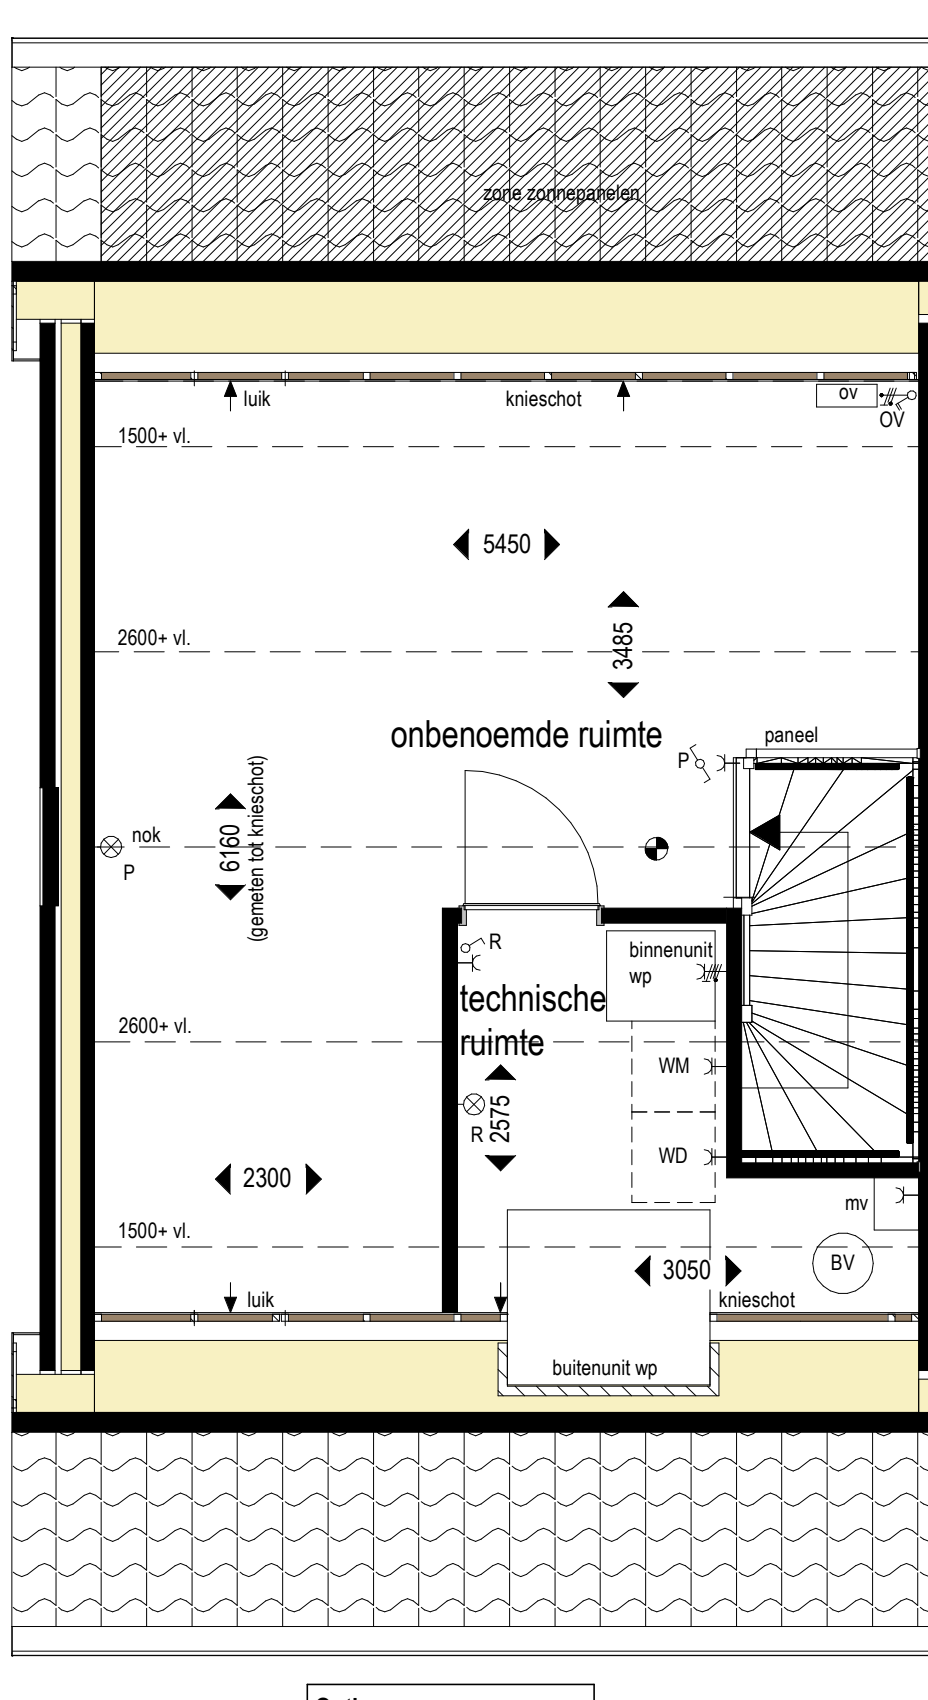 zone zonnepanelen
luik
knieschot
ov
OV
1500+ vl.
5450
3485
2600+ vl.
onbenoemde ruimte
paneel
P
6160
(gemeten tot knieschot)
nok
P
R
binnenunit
wp
technische
ruimte
2600+ vl.
WM
2575
R
WD
2300
mv
1500+ vl.
3050
BV
luik
knieschot
buitenunit wp